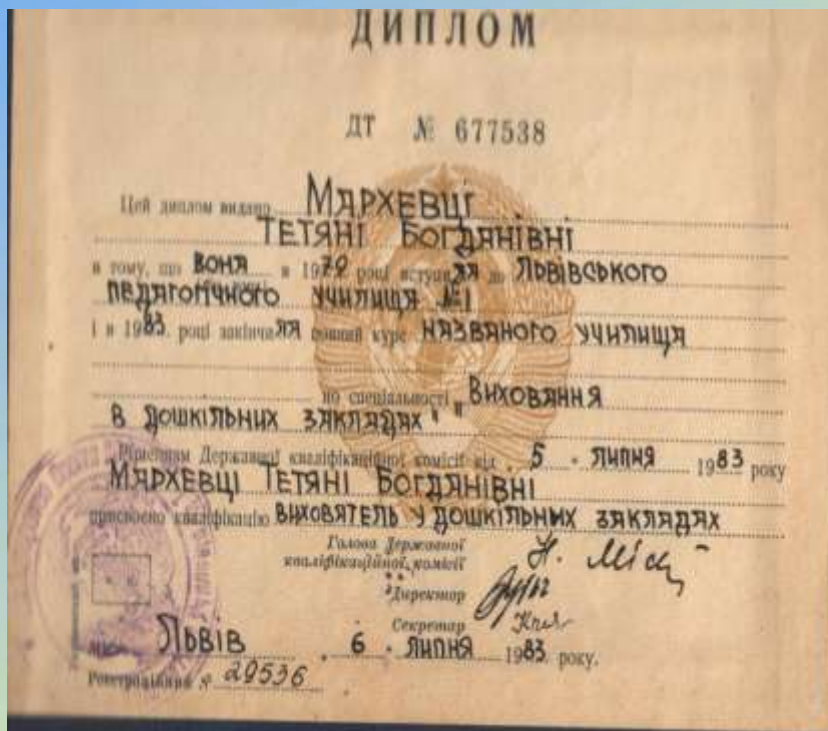 ДИПЛОМ
ДТ № 677538
Цей диплом видано Мархевці
Тетяні Богданівні
в тому, що вона в 1979 році вступила до Львівського
педагогічного училища №1
і в 1983 році закінчила повний курс названого училища
по спеціальності „Виховання
в дошкільних закладах"
Рішенням Державної кваліфікаційної комісії від 5 липня 1983 року
Мархевці Тетяні Богданівні
присвоєно кваліфікацію вихователь у дошкільних закладах
Голова Державної
кваліфікаційної комісії
Директор
Секретар
Львів 6 липня 1983 року.
Реєстраційний № 29536